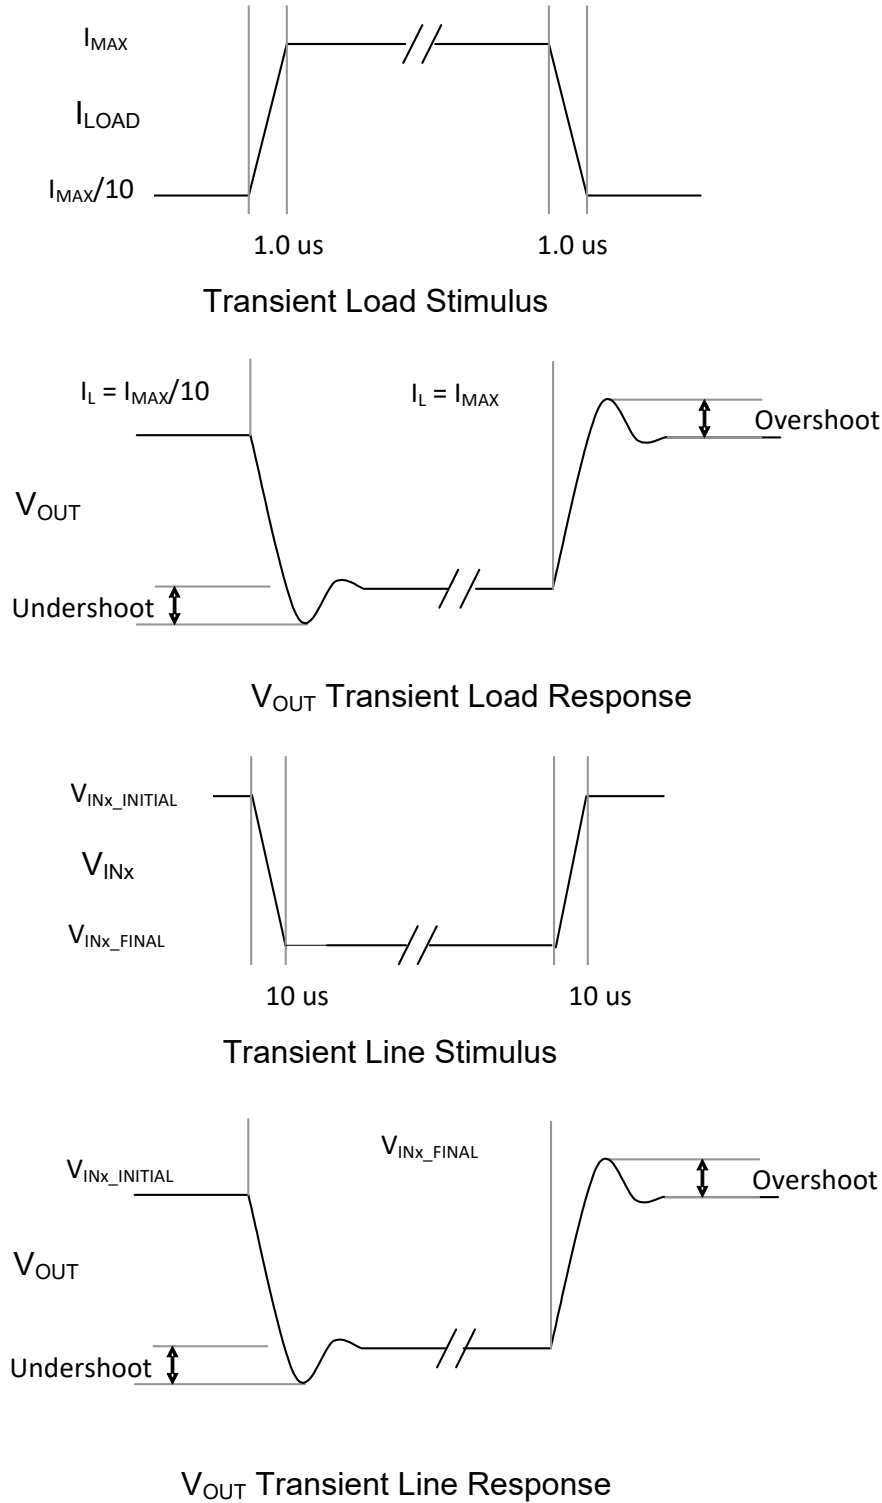 IMAX
ILOAD
IMAX/10
1.0 us 1.0 us
Transient Load Stimulus
IL = IMAX/10 IL = IMAX
Overshoot
VOUT
Undershoot
VOUT Transient Load Response
VINx_INITIAL
VINx
VINx_FINAL
10 us 10 us
Transient Line Stimulus
VINx_INITIAL VINx_FINAL
Overshoot
VOUT
Undershoot
VOUT Transient Line Response